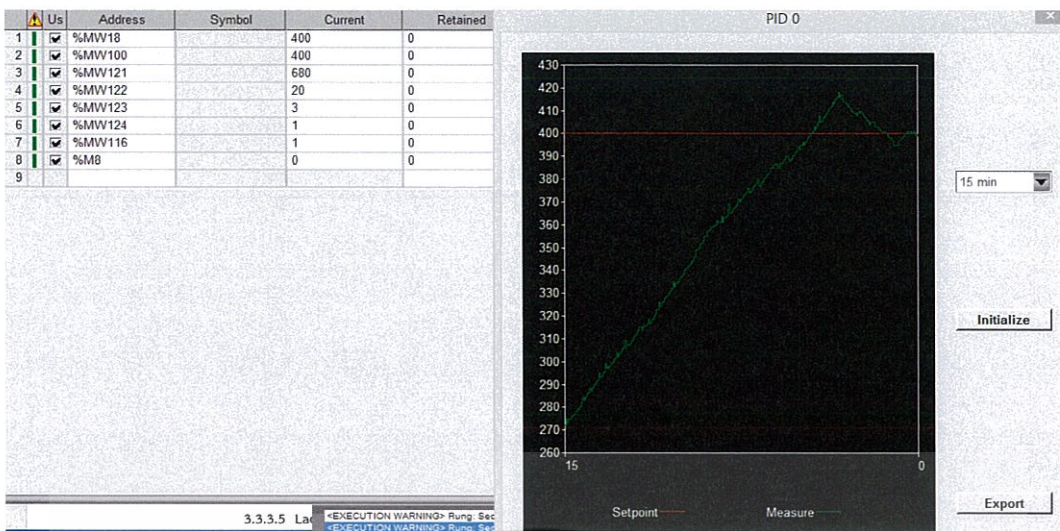 Us Address Symbol Current Retained
1 %MW18 400 0
2 %MW100 400 0
3 %MW121 680 0
4 %MW122 20 0
5 %MW123 3 0
6 %MW124 1 0
7 %MW116 1 0
8 %M8 0 0
9
PID 0
430
420
410
400
390
380
370
360
350
340
330
320
310
300
290
280
270
260
15 0
Setpoint Measure
15 min
Initialize
Export
3.3.3.5 Lad
<EXECUTION WARNING> Rung: Sec
<EXECUTION WARNING> Rung: Sec